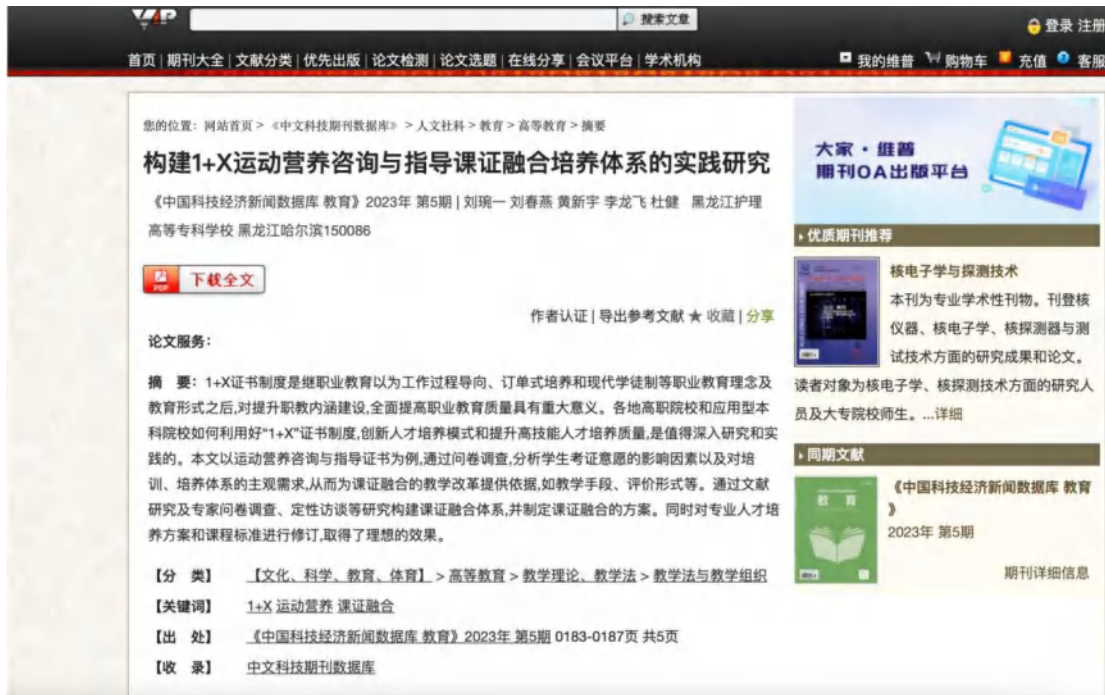 VIP
搜索文章
登录 注册
首页 | 期刊大全 | 文献分类 | 优先出版 | 论文检测 | 论文选题 | 在线分享 | 会议平台 | 学术机构
我的维普 购物车 充值 客服
您的位置: 网站首页 > 《中文科技期刊数据库》 > 人文社科 > 教育 > 高等教育 > 摘要
构建1+X运动营养咨询与指导课证融合培养体系的实践研究
《中国科技经济新闻数据库 教育》2023年 第5期 | 刘琬一 刘春燕 黄新宇 李龙飞 杜健 黑龙江护理
高等专科学校 黑龙江哈尔滨150086
PDF 下载全文
作者认证 | 导出参考文献 ★ 收藏 | 分享
论文服务:
摘 要: 1+X证书制度是继职业教育以为工作过程导向、订单式培养和现代学徒制等职业教育理念及
教育形式之后,对提升职教内涵建设,全面提高职业教育质量具有重大意义。各地高职院校和应用型本
科院校如何利用好“1+X”证书制度,创新人才培养模式和提升高技能人才培养质量,是值得深入研究和实
践的。本文以运动营养咨询与指导证书为例,通过问卷调查,分析学生考证意愿的影响因素以及对培
训、培养体系的主观需求,从而为课证融合的教学改革提供依据,如教学手段、评价形式等。通过文献
研究及专家问卷调查、定性访谈等研究构建课证融合体系,并制定课证融合的方案。同时对专业人才培
养方案和课程标准进行修订,取得了理想的效果。
【分 类】 【文化、科学、教育、体育】 > 高等教育 > 教学理论、教学法 > 教学法与教学组织
【关键词】 1+X 运动营养 课证融合
【出 处】 《中国科技经济新闻数据库 教育》2023年 第5期 0183-0187页 共5页
【收 录】 中文科技期刊数据库
大家·维普
期刊OA出版平台
优质期刊推荐
核电子学与探测技术
本刊为专业学术性刊物。刊登核
仪器、核电子学、核探测器与测
试技术方面的研究成果和论文。
读者对象为核电子学、核探测技术方面的研究人
员及大专院校师生。...详细
同期文献
教育
《中国科技经济新闻数据库 教育
》
2023年 第5期
期刊详细信息